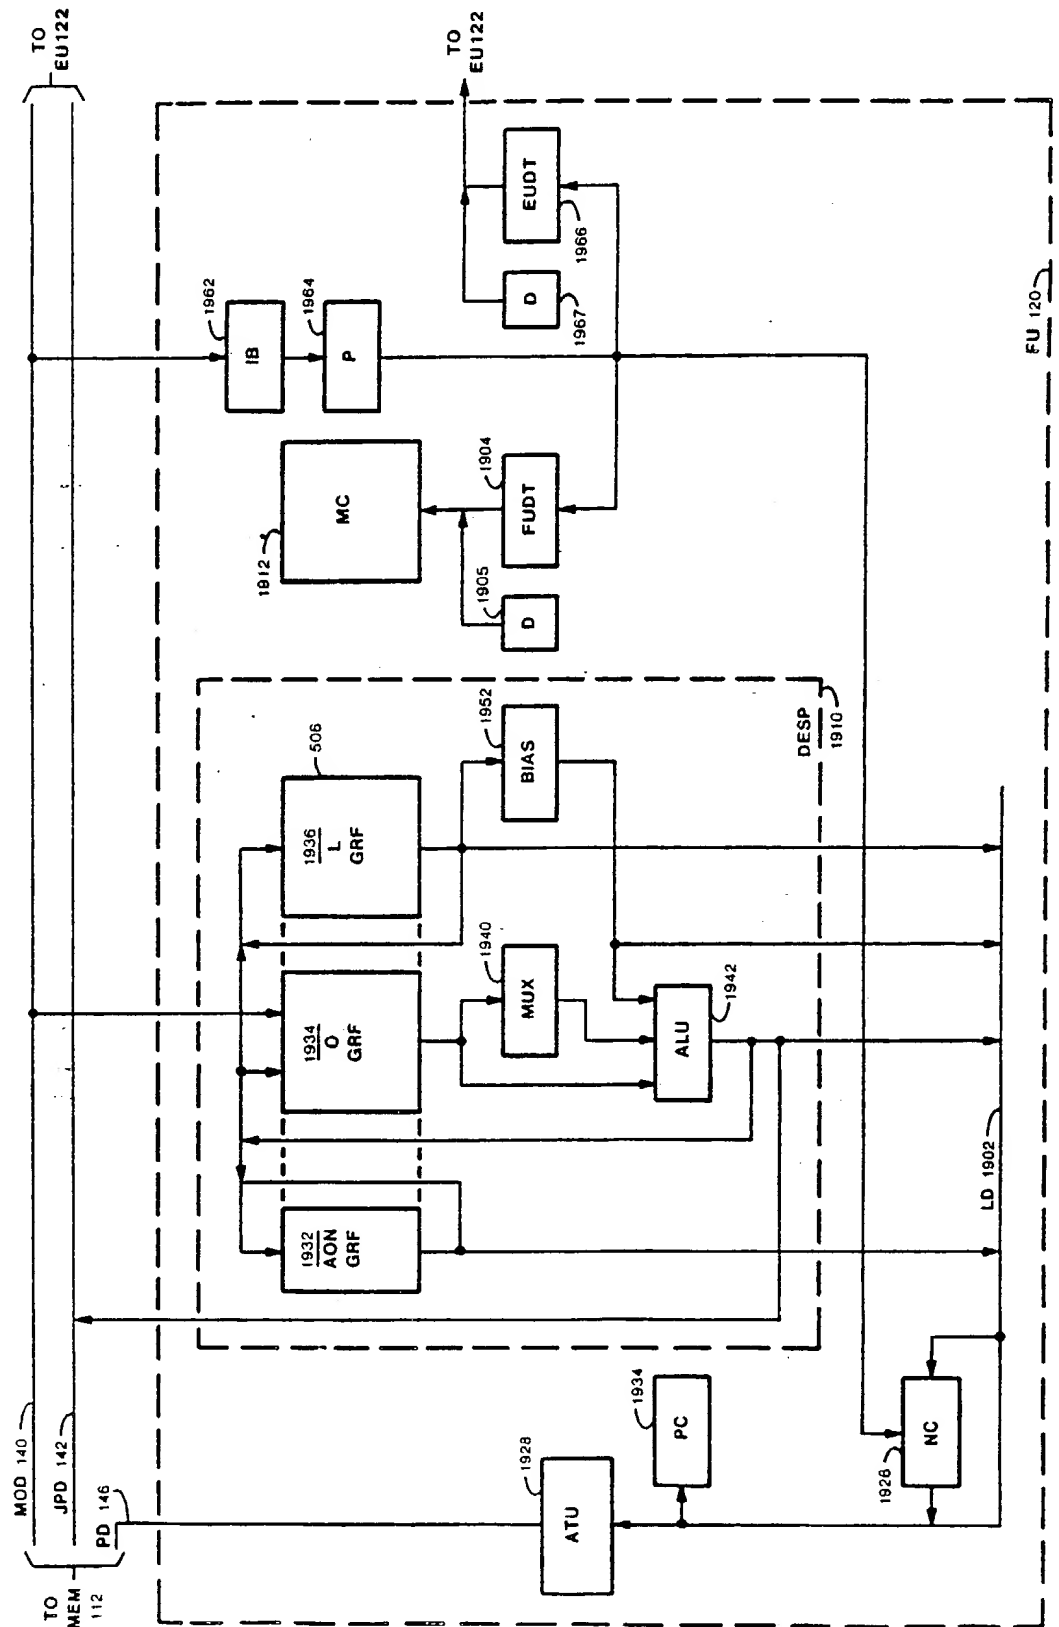 TO
MEM
112
MOD 140
JPD 142
PD 146
TO
EU122
IB
1962
P
1964
TO
EU122
EUDT
1966
D
1967
MC
1912
FUDT
1904
D
1905
506
1936
L
GRF
1934
O
GRF
1932
AON
GRF
BIAS
1952
MUX
1940
ALU
1942
DESP
1910
ATU
1928
PC
1934
NC
1926
LD 1902
FU 120